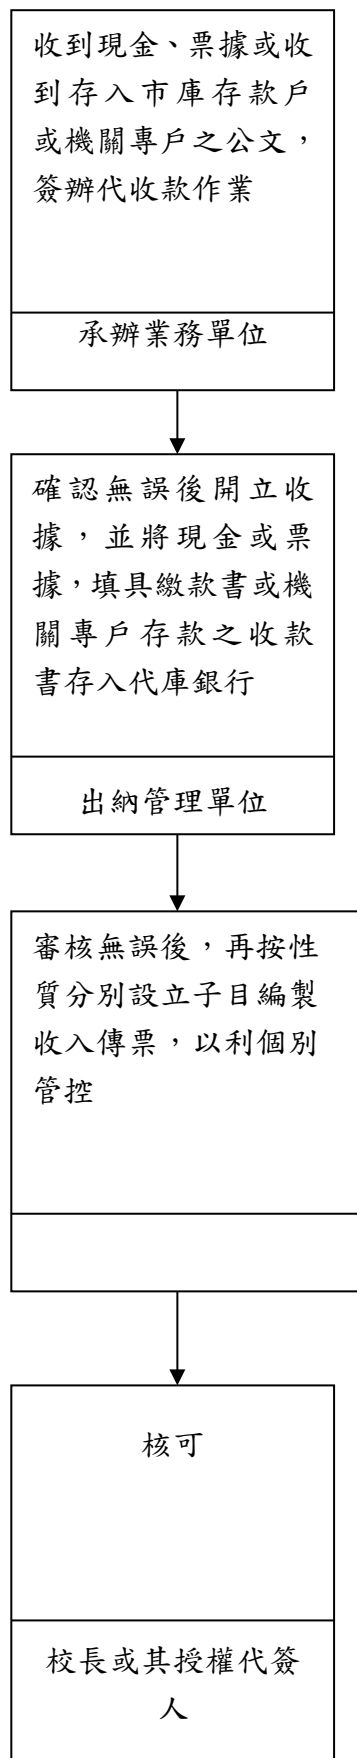 收到現金、票據或收
到存入市庫存款戶
或機關專戶之公文，
簽辦代收款作業
承辦業務單位
確認無誤後開立收
據，並將現金或票
據，填具繳款書或機
關專戶存款之收款
書存入代庫銀行
出納管理單位
審核無誤後，再按性
質分別設立子目編製
收入傳票，以利個別
管控
核可
校長或其授權代簽
人